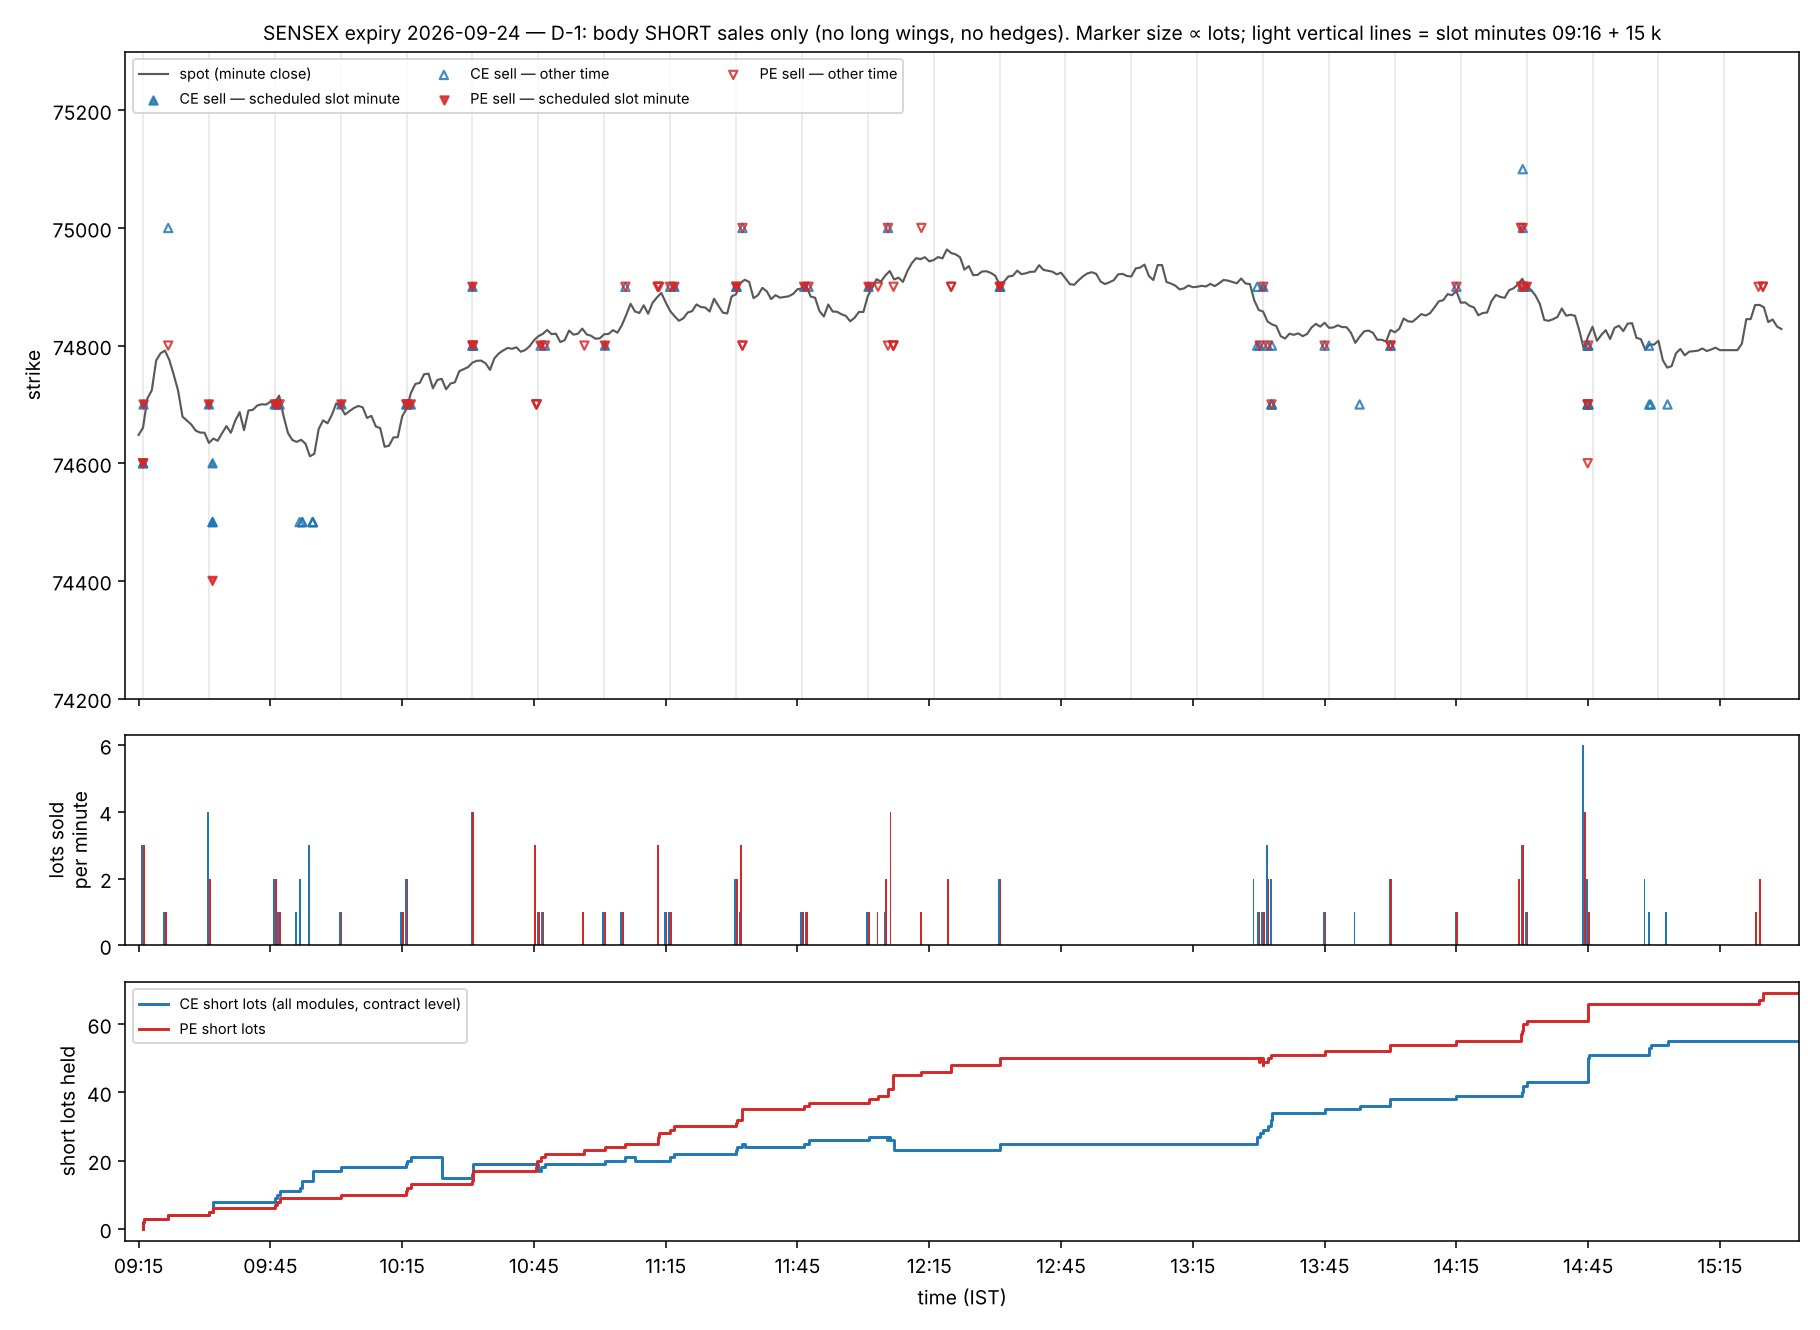 SENSEX expiry 2026-09-24 — D-1: body SHORT sales only (no long wings, no hedges). Marker size ∝ lots; light vertical lines = slot minutes 09:16 + 15 k
spot (minute close)
CE sell — scheduled slot minute
CE sell — other time
PE sell — scheduled slot minute
PE sell — other time
strike
75200
75000
74800
74600
74400
74200
lots sold
per minute
6
4
2
0
CE short lots (all modules, contract level)
PE short lots
short lots held
60
40
20
0
09:15 09:45 10:15 10:45 11:15 11:45 12:15 12:45 13:15 13:45 14:15 14:45 15:15
time (IST)